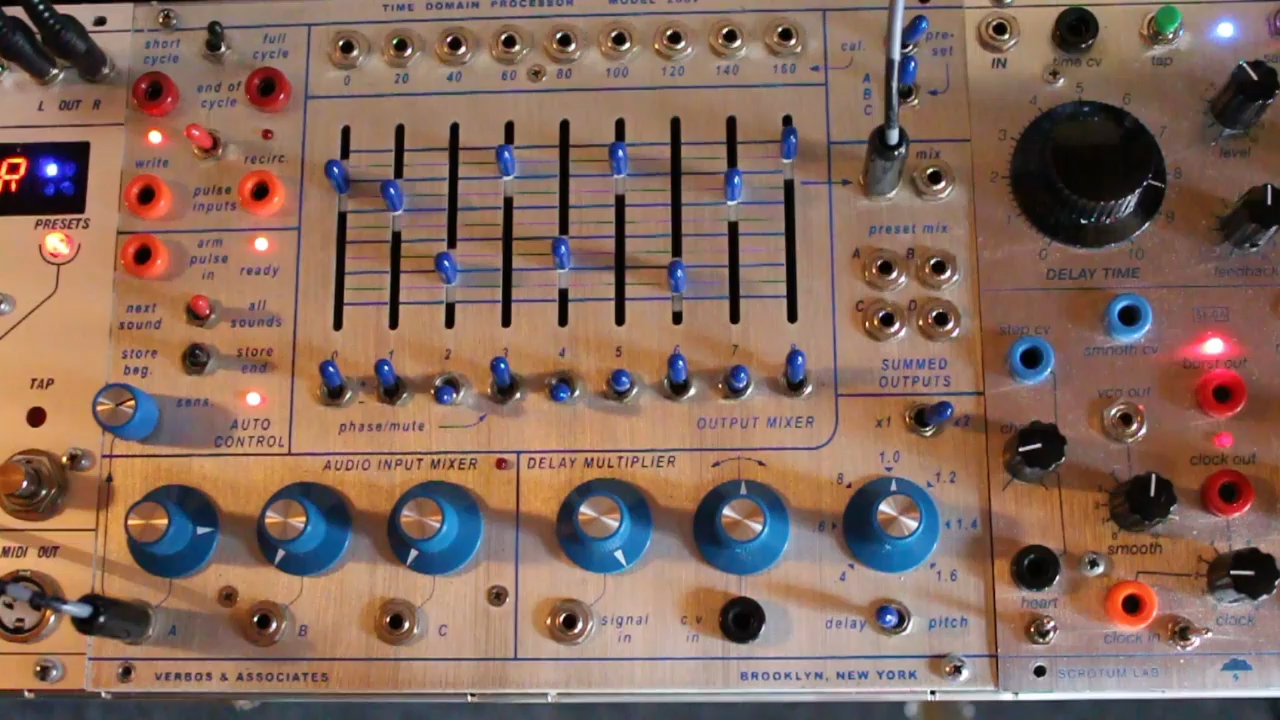 TIME DOMAIN PROCESSOR MODEL
short cycle
full cycle
0 20 40 60 80 100 120 140 160
cal.
pre-set
A
B
C
IN
time cv
tap
L OUT R
end of cycle
write
recirc.
pulse inputs
level
mix
PRESETS
arm pulse in
ready
preset mix
A B
C D
feedback
0 1 2 3 4 5 6 7 8 9 10
DELAY TIME
next sound
all sounds
store beg.
store end
step cv
smooth cv
burst out
0 1 2 3 4 5 6 7 8
SUMMED OUTPUTS
TAP
sens.
AUTO CONTROL
phase/mute
OUTPUT MIXER
x1 x2
vco out
clock out
AUDIO INPUT MIXER
DELAY MULTIPLIER
.4 .6 .8 1.0 1.2 1.4 1.6
smooth
MIDI OUT
heart
clock
A
B
C
signal in
c.v in
delay
pitch
clock in
VERBOS & ASSOCIATES
BROOKLYN, NEW YORK
SCROTUM LAB